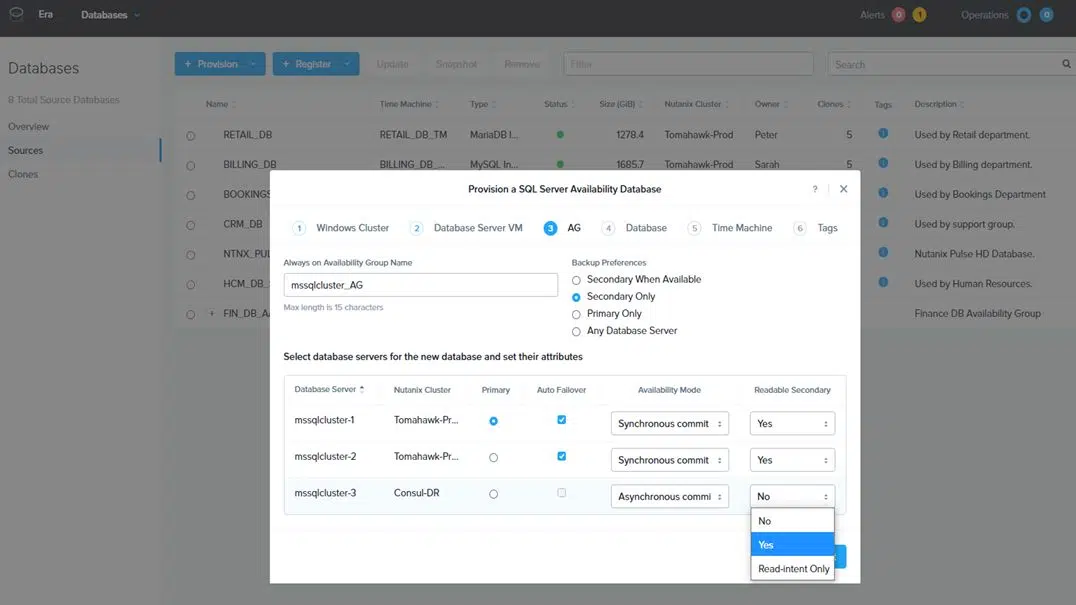 Era Databases Alerts 0 1 Operations 0
Databases
8 Total Source Databases
Overview
Sources
Clones
+ Provision + Register Update Snapshot Remove Filter Search
Name Time Machine Type Status Size (GiB) Nutanix Cluster Owner Clones Tags Description
RETAIL_DB RETAIL_DB_TM MariaDB I... 1278.4 Tomahawk-Prod Peter 5 Used by Retail department.
BILLING_DB BILLING_DB_... MySQL In... 1685.7 Tomahawk-Prod Sarah 5 Used by Billing department.
BOOKINGS Used by Bookings Department
CRM_DB Used by support group.
NTNX_PUL Nutanix Pulse HD Database.
HCM_DB_ Used by Human Resources.
+ FIN_DB_A Finance DB Availability Group
Provision a SQL Server Availability Database ?
1 Windows Cluster 2 Database Server VM 3 AG 4 Database 5 Time Machine 6 Tags
Always on Availability Group Name
mssqlcluster_AG
Max length is 15 characters
Backup Preferences
Secondary When Available
Secondary Only
Primary Only
Any Database Server
Select database servers for the new database and set their attributes
Database Server Nutanix Cluster Primary Auto Failover Availability Mode Readable Secondary
mssqlcluster-1 Tomahawk-Pr... Synchronous commit Yes
mssqlcluster-2 Tomahawk-Pr... Synchronous commit Yes
mssqlcluster-3 Consul-DR Asynchronous commi No
No
Yes
Read-intent Only